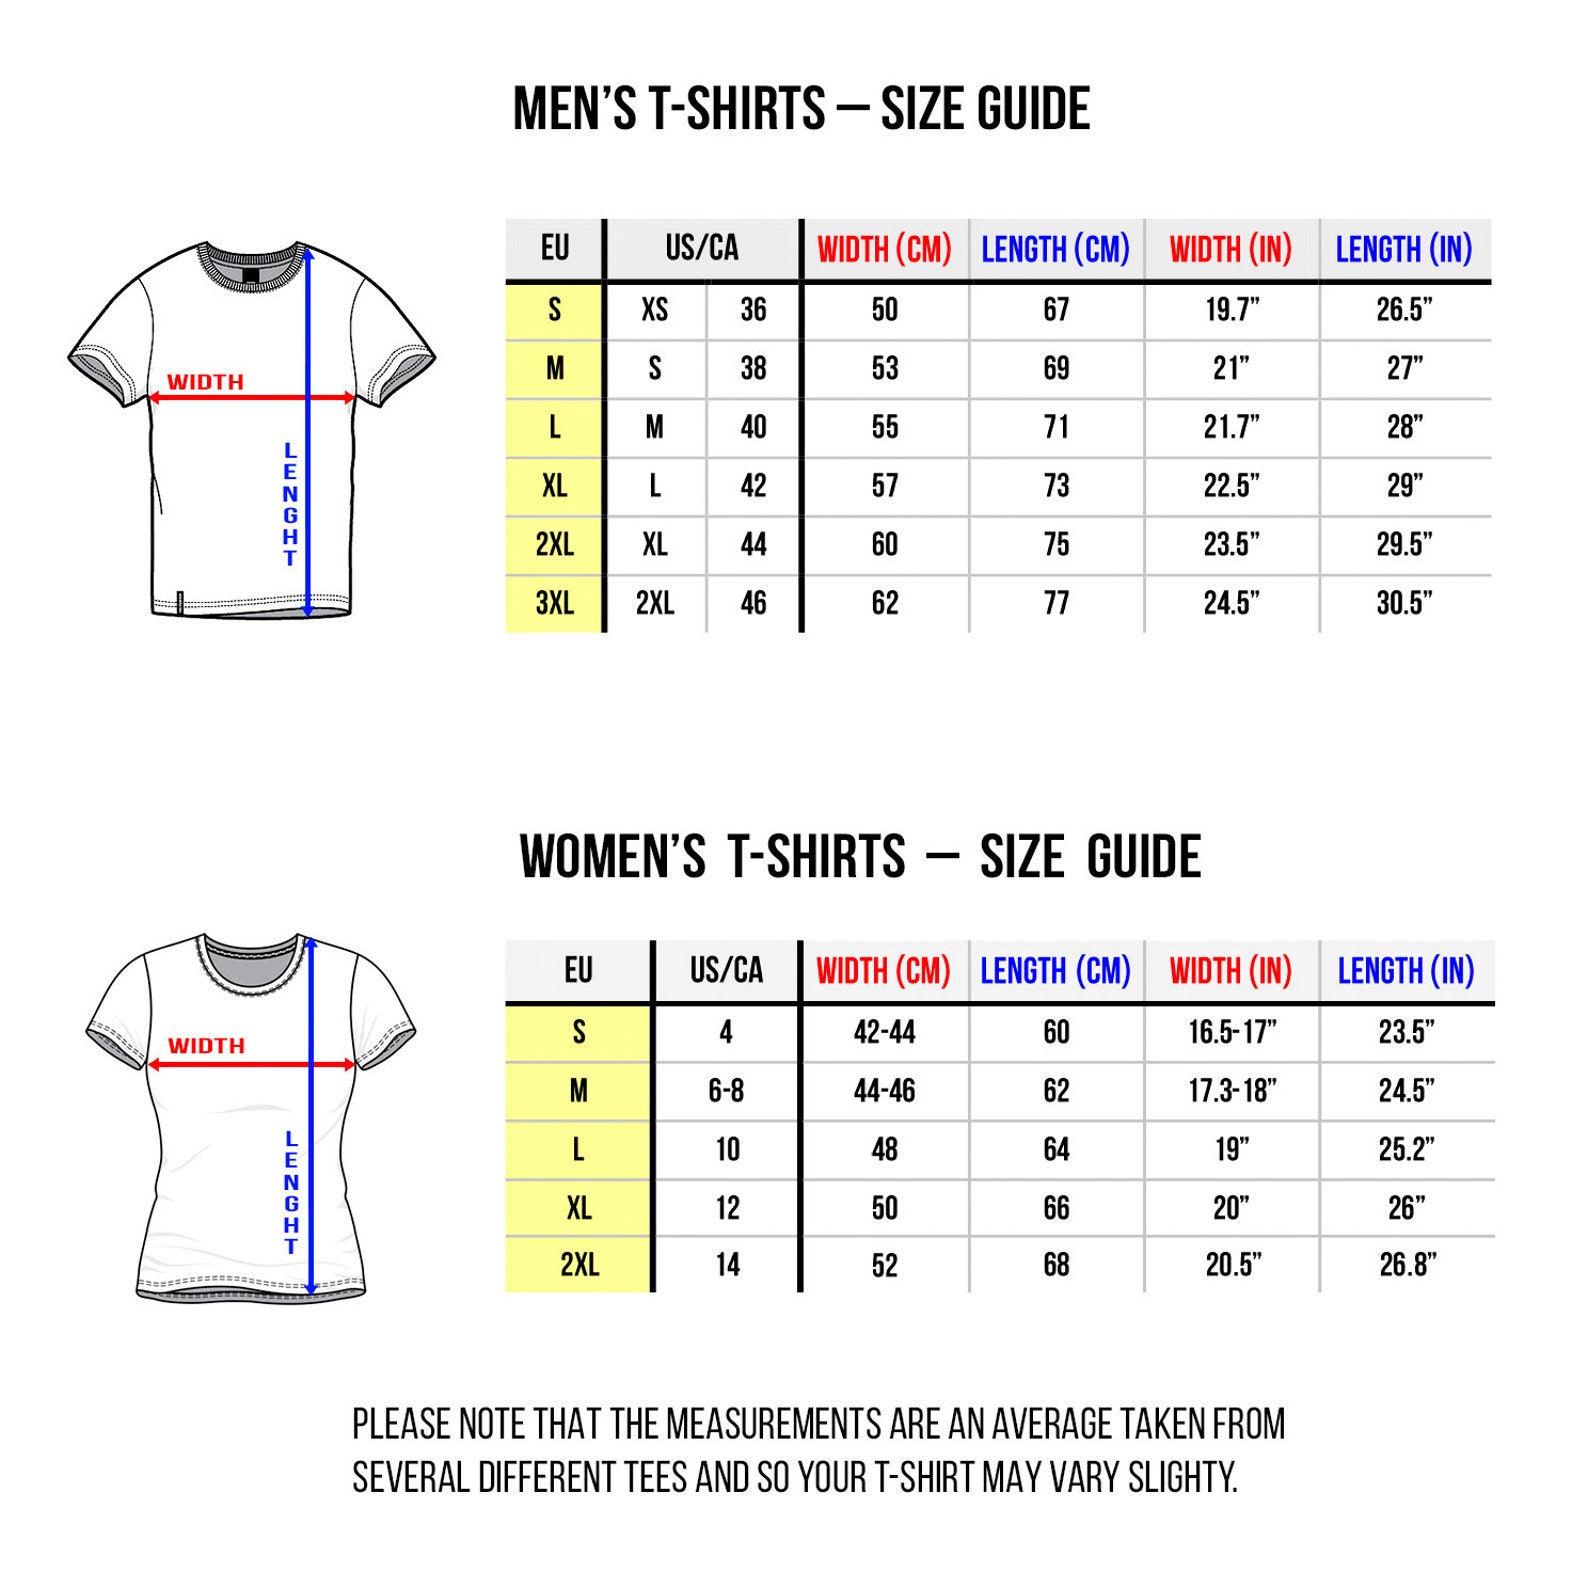 MEN'S T-SHIRTS – SIZE GUIDE
EU US/CA WIDTH (CM) LENGTH (CM) WIDTH (IN) LENGTH (IN)
S XS 36 50 67 19.7” 26.5”
M S 38 53 69 21” 27”
L M 40 55 71 21.7” 28”
XL L 42 57 73 22.5” 29”
2XL XL 44 60 75 23.5” 29.5”
3XL 2XL 46 62 77 24.5” 30.5”
WIDTH
LENGHT
WOMEN'S T-SHIRTS – SIZE GUIDE
EU US/CA WIDTH (CM) LENGTH (CM) WIDTH (IN) LENGTH (IN)
S 4 42-44 60 16.5-17” 23.5”
M 6-8 44-46 62 17.3-18” 24.5”
L 10 48 64 19” 25.2”
XL 12 50 66 20” 26”
2XL 14 52 68 20.5” 26.8”
WIDTH
LENGHT
PLEASE NOTE THAT THE MEASUREMENTS ARE AN AVERAGE TAKEN FROM
SEVERAL DIFFERENT TEES AND SO YOUR T-SHIRT MAY VARY SLIGHTY.